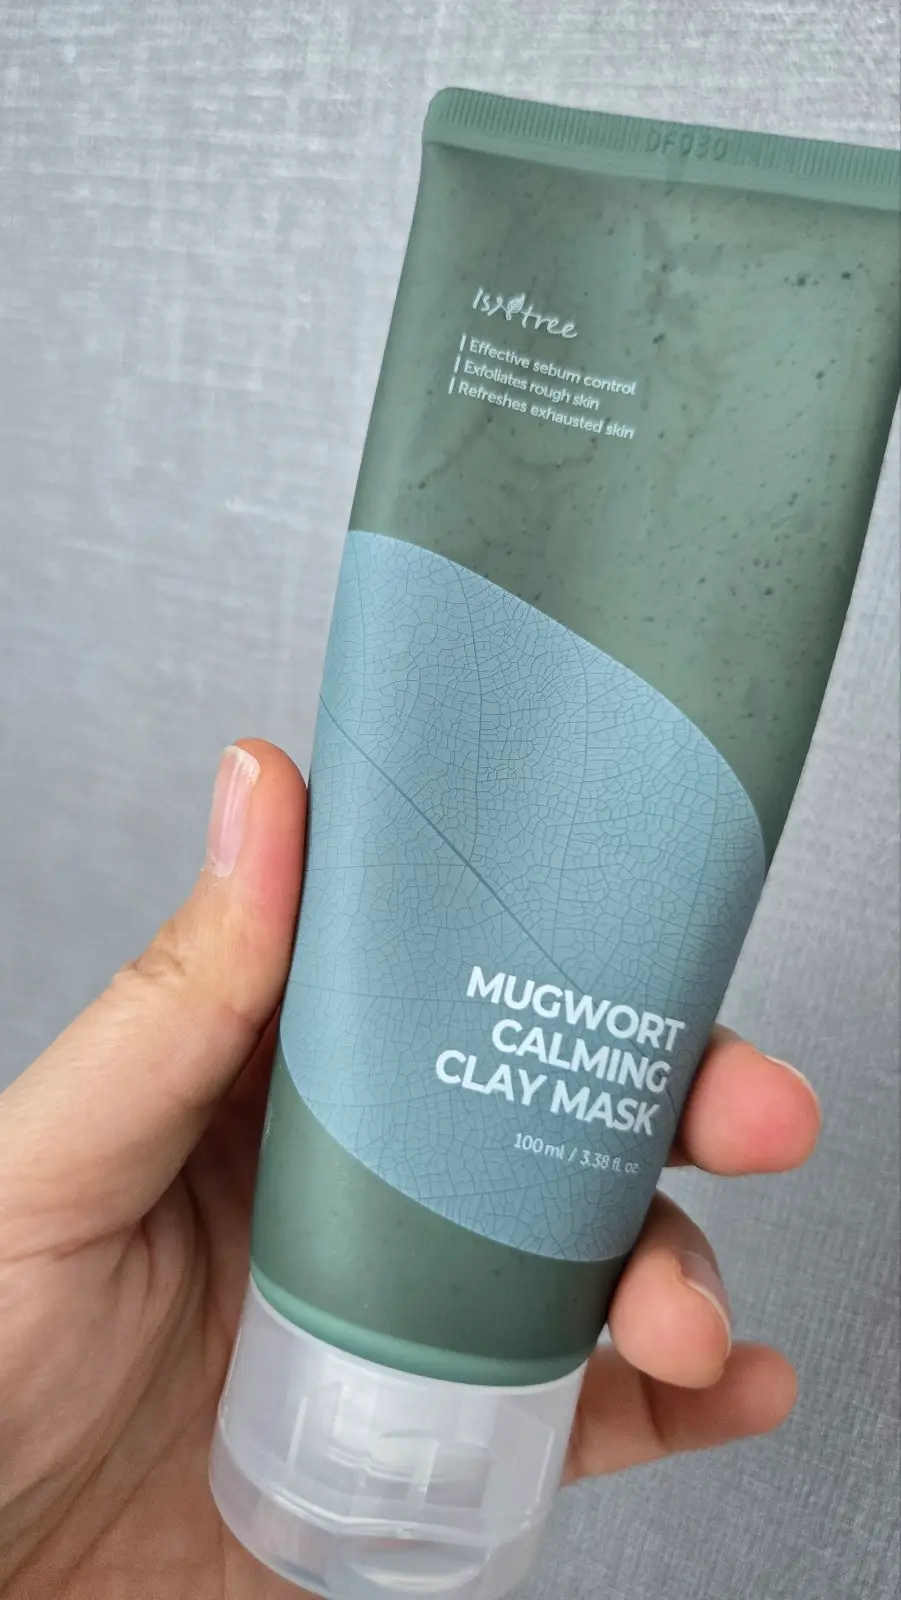 DF030
Isntree
Effective sebum control
Exfoliates rough skin
Refreshes exhausted skin
MUGWORT
CALMING
CLAY MASK
100ml / 3.38 fl. oz.